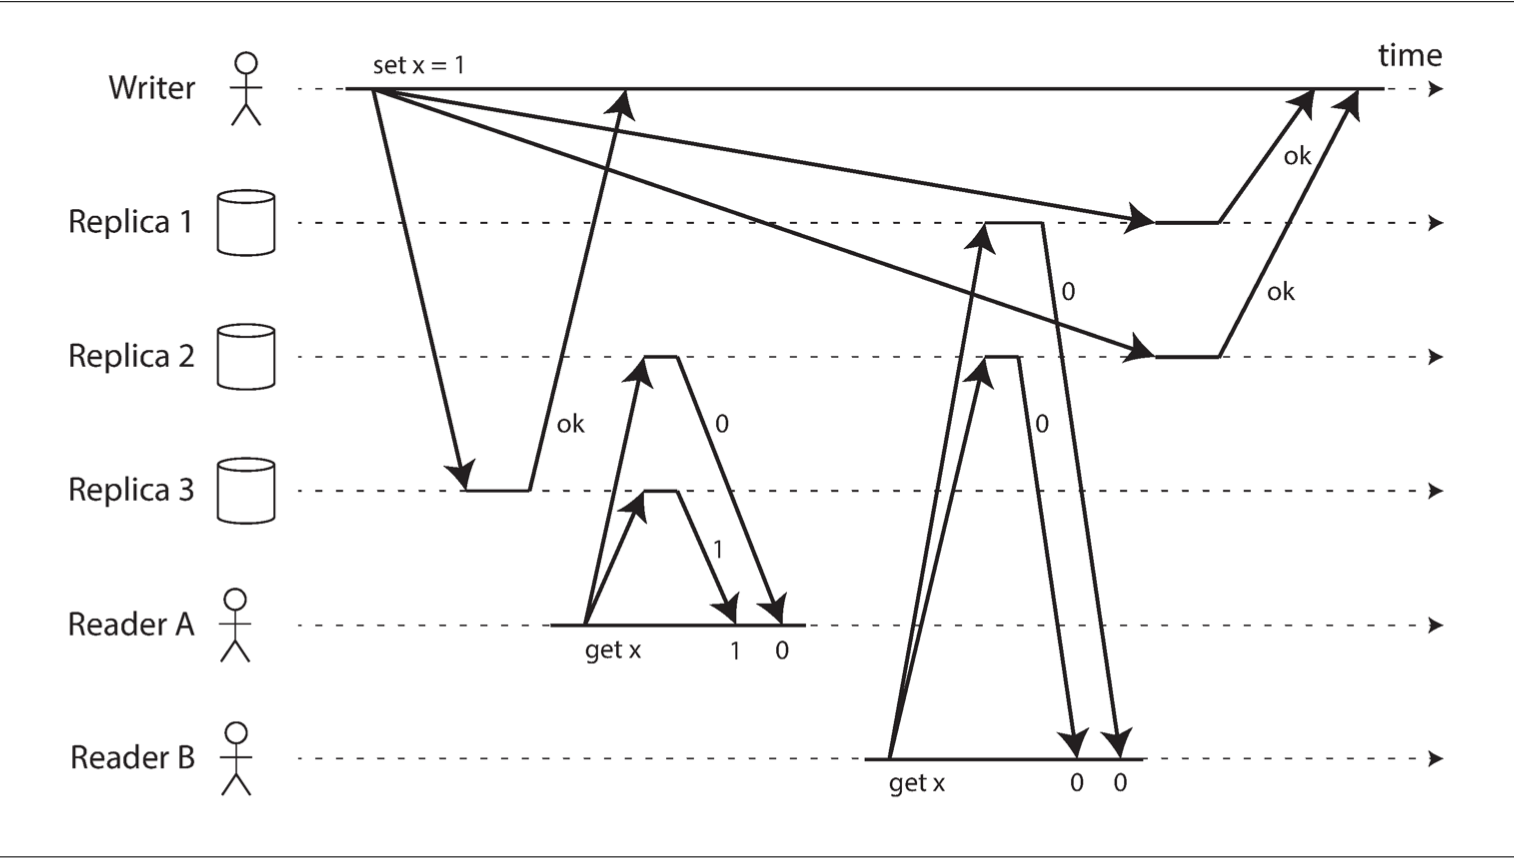 time
set x = 1
Writer
ok
Replica 1
0
ok
Replica 2
ok
0
0
Replica 3
1
Reader A
get x
1
0
Reader B
get x
0
0